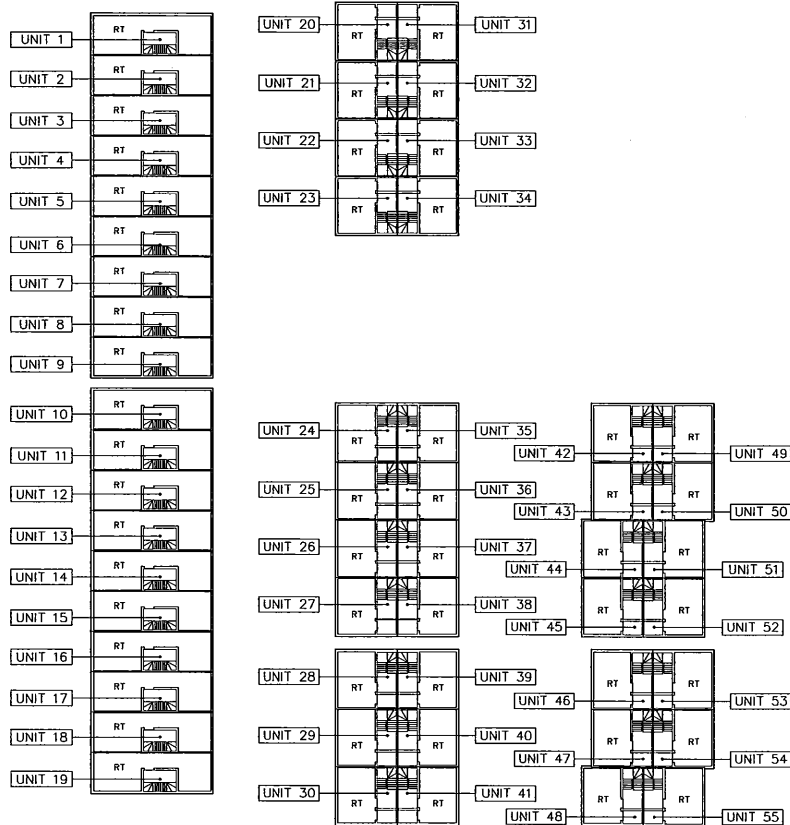 UNIT 1 RT
UNIT 2 RT
UNIT 3 RT
UNIT 4 RT
UNIT 5 RT
UNIT 6 RT
UNIT 7 RT
UNIT 8 RT
UNIT 9 RT
UNIT 10 RT
UNIT 11 RT
UNIT 12 RT
UNIT 13 RT
UNIT 14 RT
UNIT 15 RT
UNIT 16 RT
UNIT 17 RT
UNIT 18 RT
UNIT 19 RT
UNIT 20 RT RT UNIT 31
UNIT 21 RT RT UNIT 32
UNIT 22 RT RT UNIT 33
UNIT 23 RT RT UNIT 34
UNIT 24 RT RT UNIT 35
UNIT 25 RT RT UNIT 36
UNIT 26 RT RT UNIT 37
UNIT 27 RT RT UNIT 38
UNIT 28 RT RT UNIT 39
UNIT 29 RT RT UNIT 40
UNIT 30 RT RT UNIT 41
UNIT 42 RT RT UNIT 49
UNIT 43 RT RT UNIT 50
UNIT 44 RT RT UNIT 51
UNIT 45 RT RT UNIT 52
UNIT 46 RT RT UNIT 53
UNIT 47 RT RT UNIT 54
UNIT 48 RT RT UNIT 55